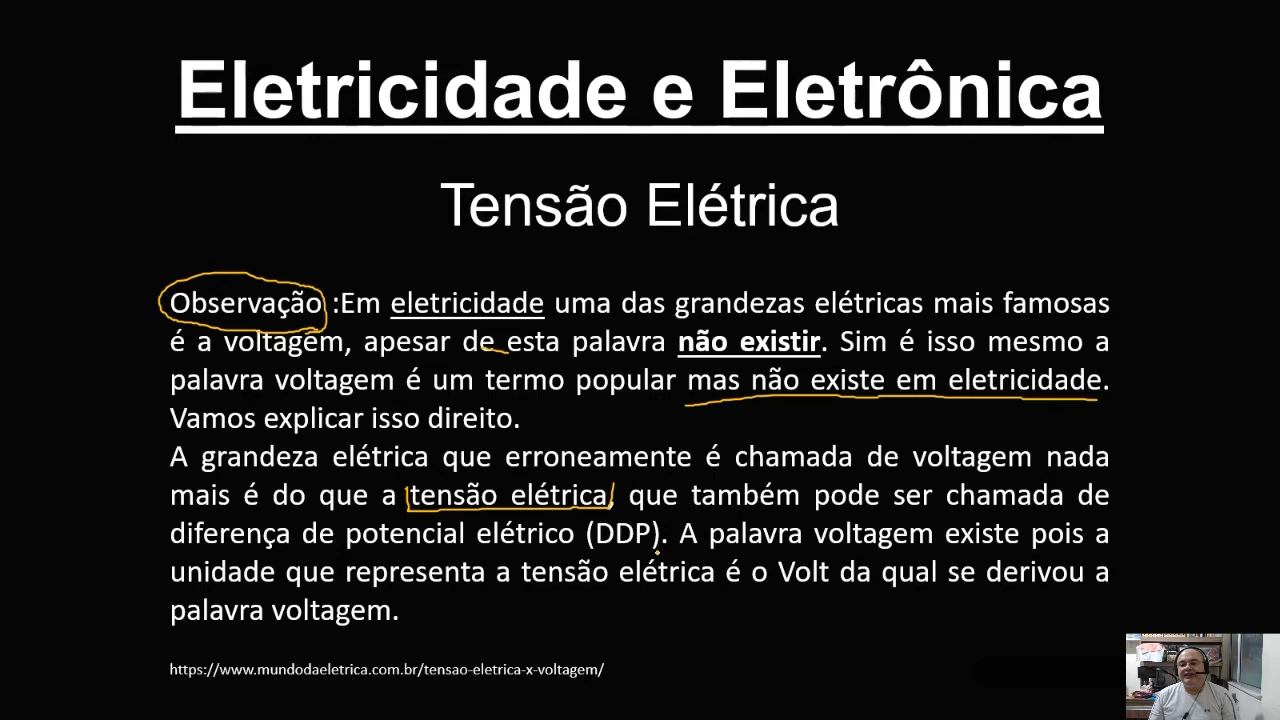 Eletricidade e Eletrônica
Tensão Elétrica
Observação :Em eletricidade uma das grandezas elétricas mais famosas
é a voltagem, apesar de esta palavra não existir. Sim é isso mesmo a
palavra voltagem é um termo popular mas não existe em eletricidade.
Vamos explicar isso direito.
A grandeza elétrica que erroneamente é chamada de voltagem nada
mais é do que a tensão elétrica, que também pode ser chamada de
diferença de potencial elétrico (DDP). A palavra voltagem existe pois a
unidade que representa a tensão elétrica é o Volt da qual se derivou a
palavra voltagem.
https://www.mundodaeletrica.com.br/tensao-eletrica-x-voltagem/